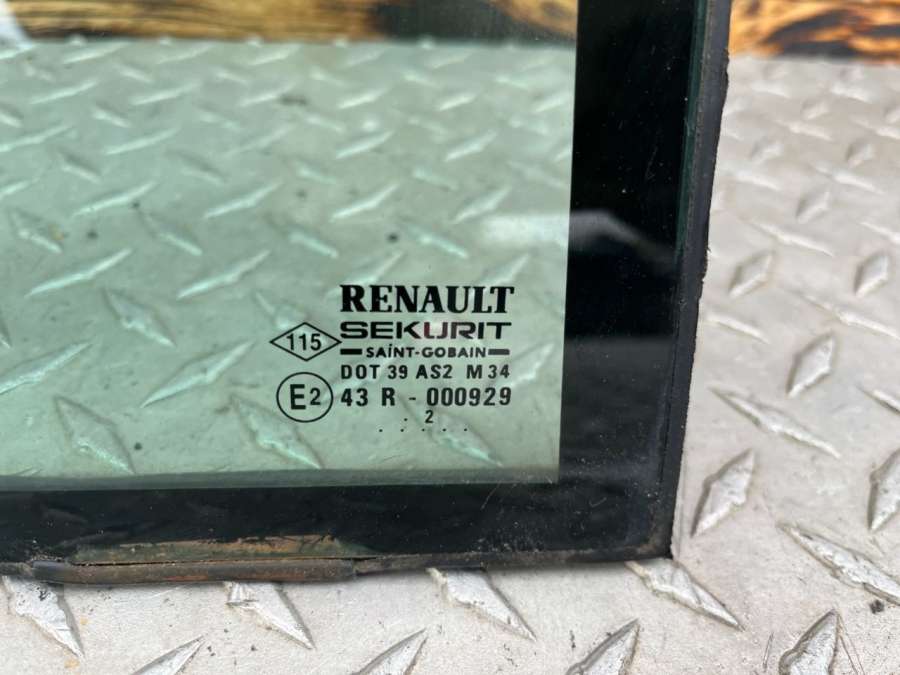 RENAULT
115 SEKURIT
SAINT-GOBAIN
DOT 39 AS2 M34
E2 43 R - 000929
. 2
. . . . .